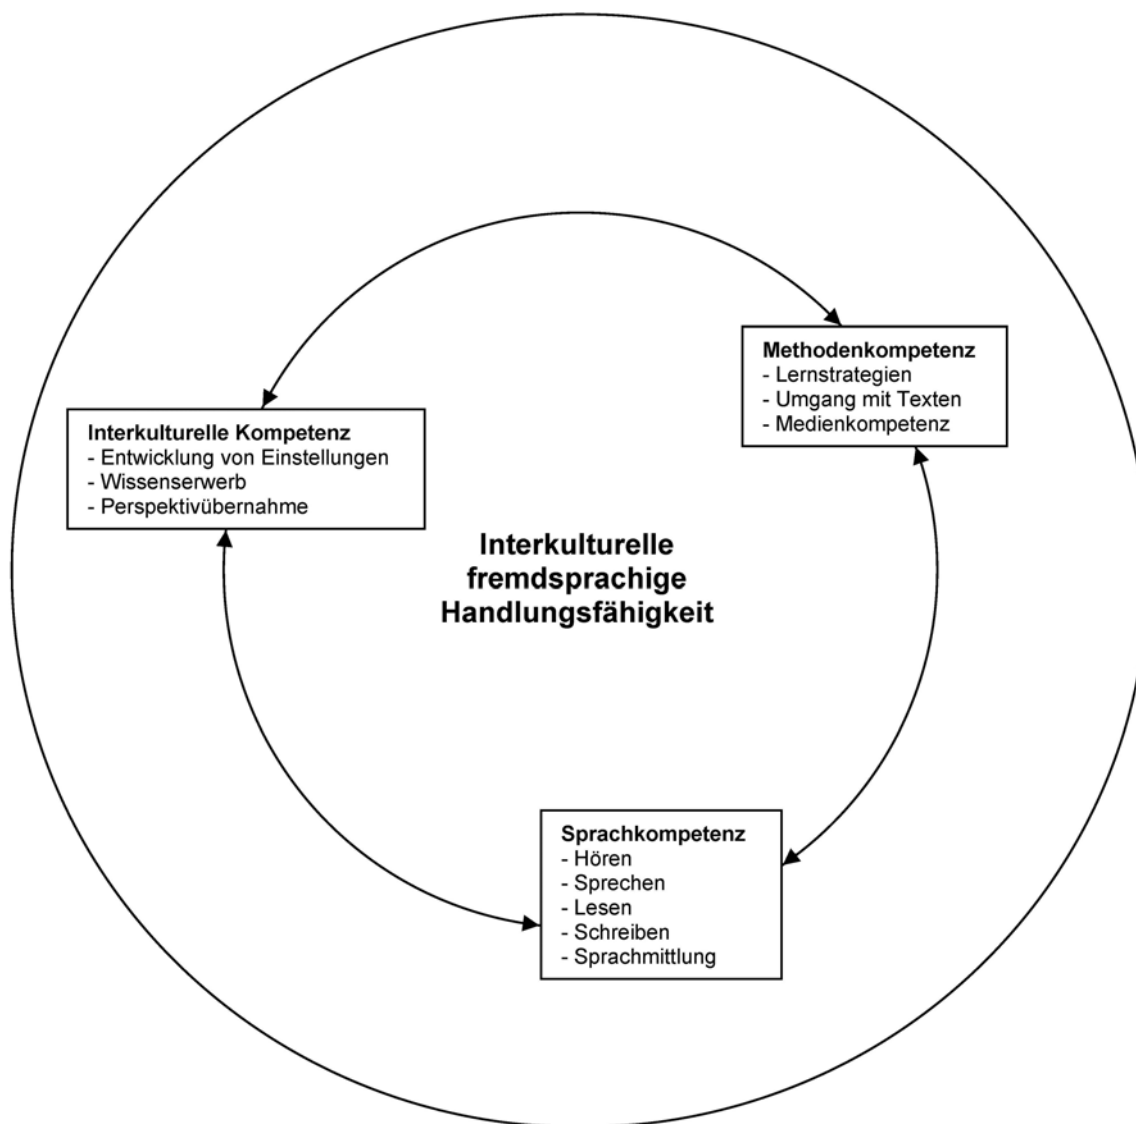 Methodenkompetenz
- Lernstrategien
- Umgang mit Texten
- Medienkompetenz
Interkulturelle Kompetenz
- Entwicklung von Einstellungen
- Wissenserwerb
- Perspektivübernahme
Interkulturelle
fremdsprachige
Handlungsfähigkeit
Sprachkompetenz
- Hören
- Sprechen
- Lesen
- Schreiben
- Sprachmittlung